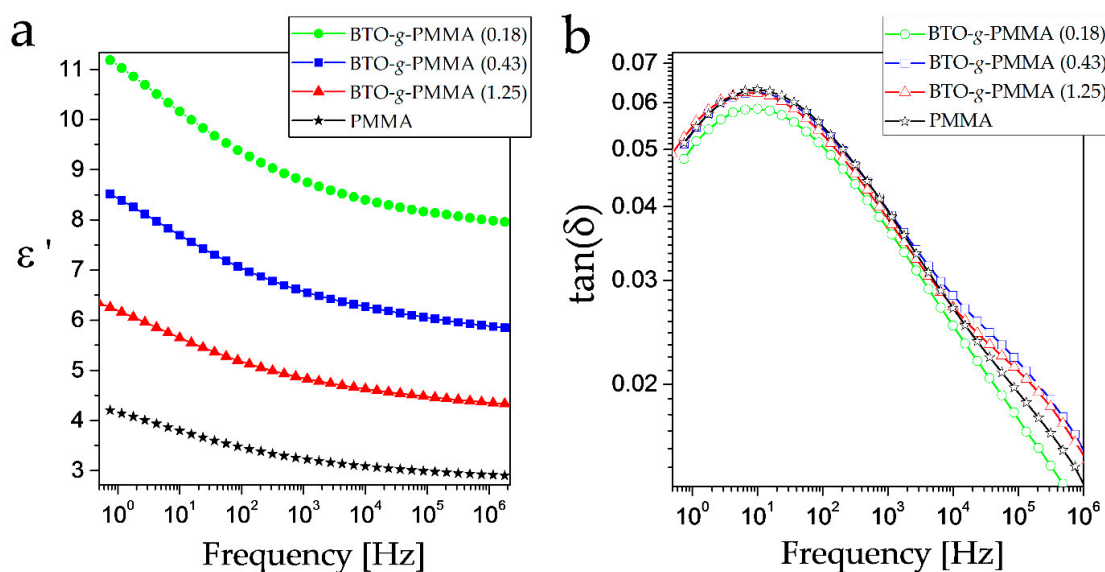 a
BTO-g-PMMA (0.18)
BTO-g-PMMA (0.43)
BTO-g-PMMA (1.25)
PMMA
11
10
9
8
7
6
5
4
3
ε '
10⁰ 10¹ 10² 10³ 10⁴ 10⁵ 10⁶
Frequency [Hz]
b
BTO-g-PMMA (0.18)
BTO-g-PMMA (0.43)
BTO-g-PMMA (1.25)
PMMA
0.07
0.06
0.05
0.04
0.03
0.02
tan(δ)
10⁰ 10¹ 10² 10³ 10⁴ 10⁵ 10⁶
Frequency [Hz]